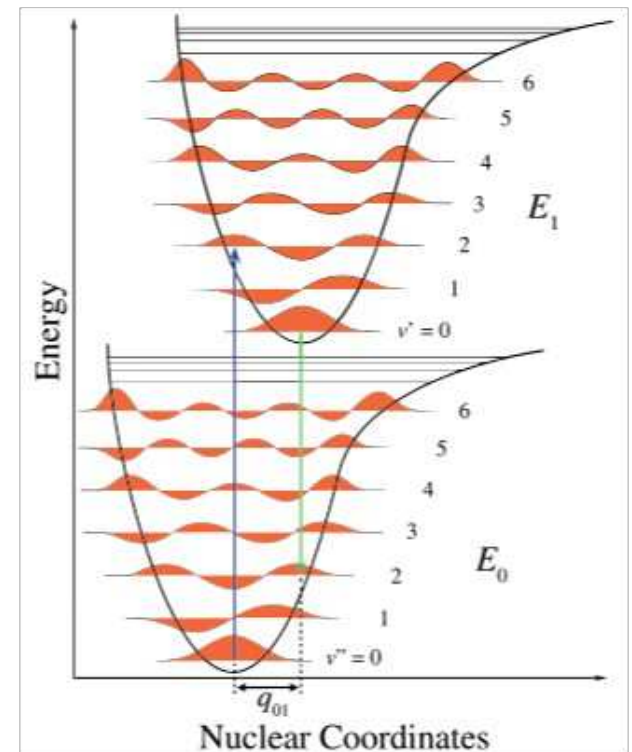 6
5
4
3
E₁
2
1
v' = 0
Energy
6
5
4
3
E₀
2
1
v'' = 0
q₀₁
Nuclear Coordinates